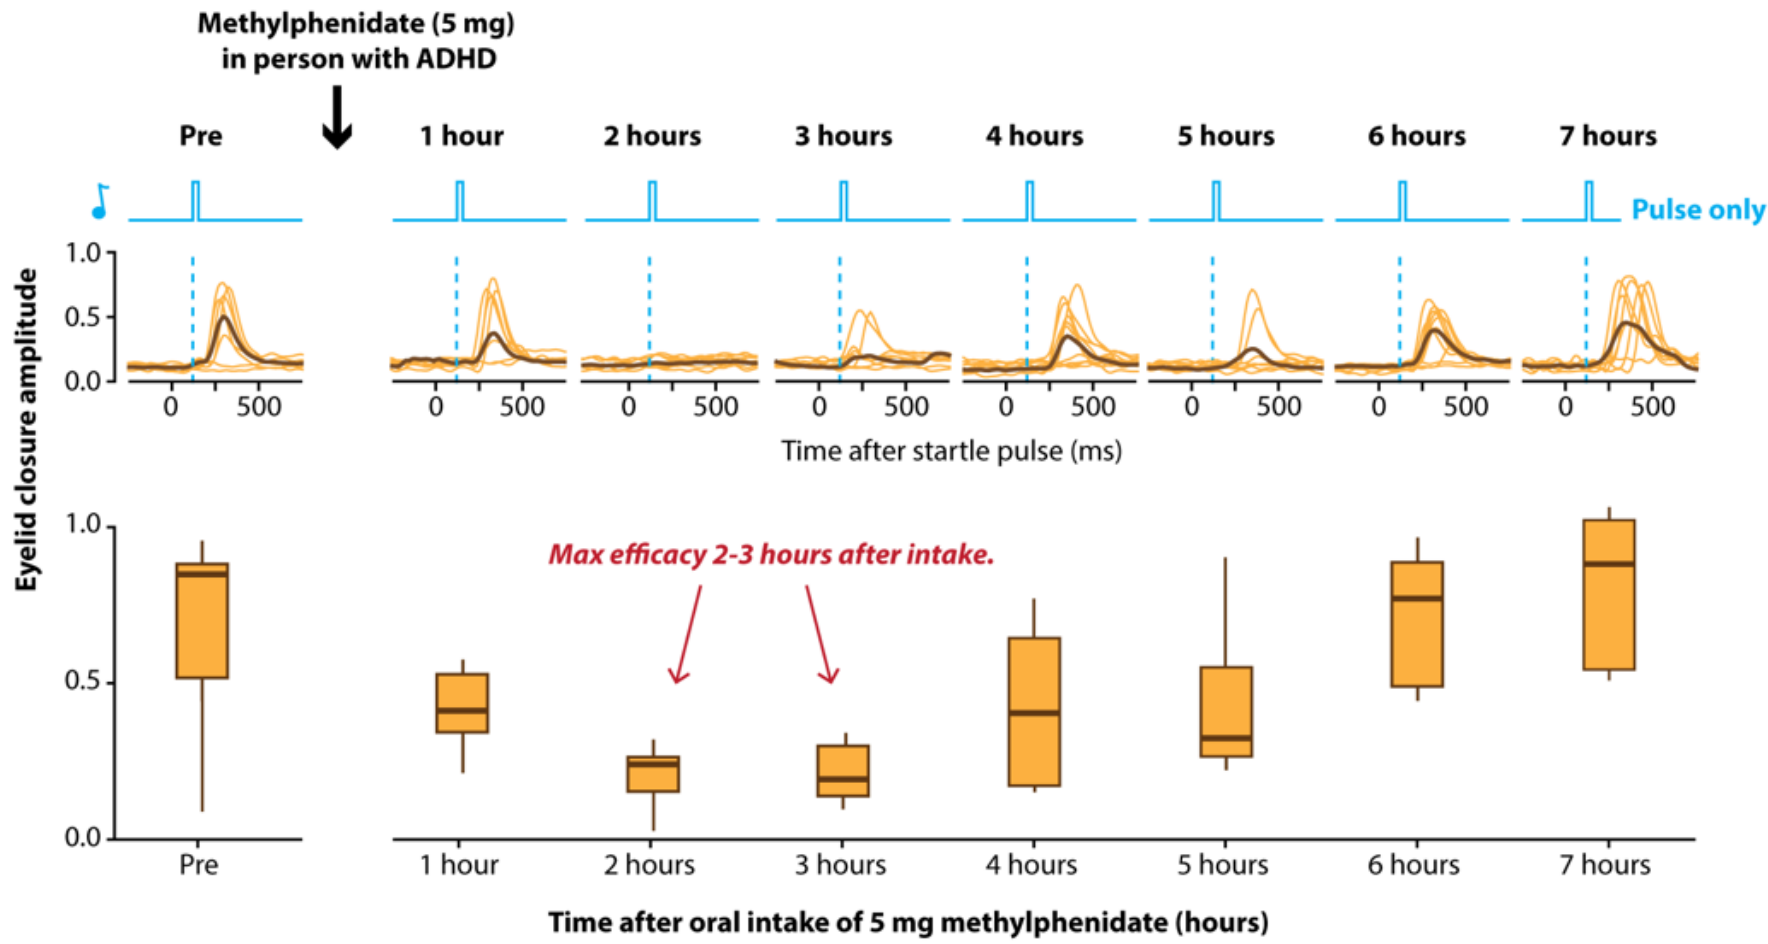 Methylphenidate (5 mg)
in person with ADHD
Pre
1 hour
2 hours
3 hours
4 hours
5 hours
6 hours
7 hours
Pulse only
Eyelid closure amplitude
1.0
0.5
0.0
0 500
0 500
0 500
0 500
0 500
0 500
0 500
0 500
Time after startle pulse (ms)
1.0
0.5
0.0
Max efficacy 2-3 hours after intake.
Pre
1 hour
2 hours
3 hours
4 hours
5 hours
6 hours
7 hours
Time after oral intake of 5 mg methylphenidate (hours)